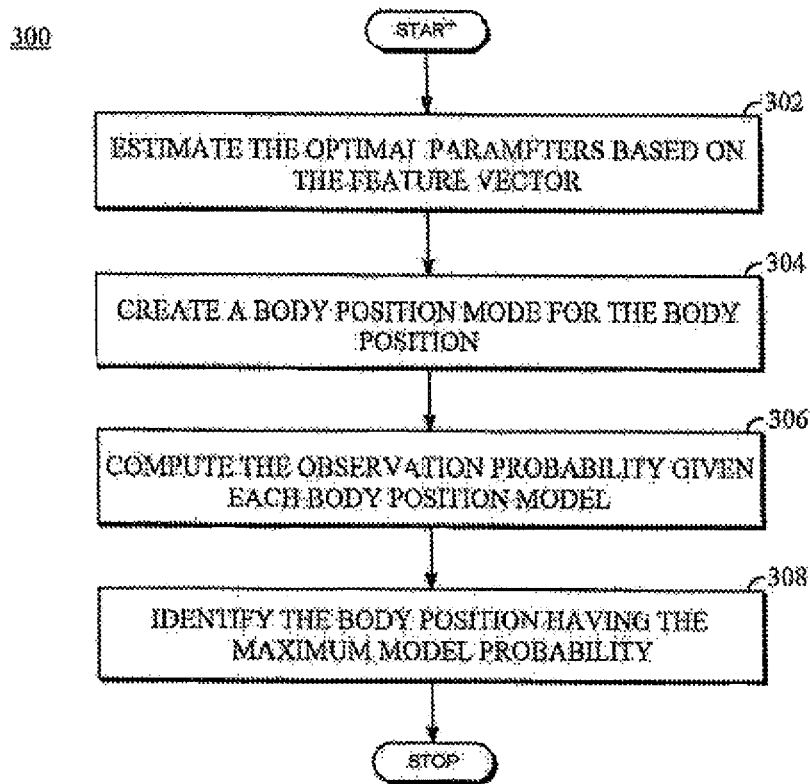 300
START
302
ESTIMATE THE OPTIMAL PARAMPTERS BASED ON
THE FEATURE VECTOR
304
CREATE A BODY POSITION MODE FOR THE BODY
POSITION
306
COMPUTE THE OBSERVATION PROBABILITY GIVEN
EACH BODY POSITION MODEL
308
IDENTIFY THE BODY POSITION HAVING THE
MAXIMUM MODEL PROBABILITY
STOP